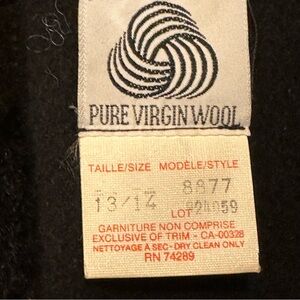 PURE VIRGIN WOOL
TAILLE/SIZE MODÈLE/STYLE
13/14 8877
LOT
GARNITURE NON COMPRISE
EXCLUSIVE OF TRIM - CA-00328
NETTOYAGE À SEC - DRY CLEAN ONLY
RN 74289